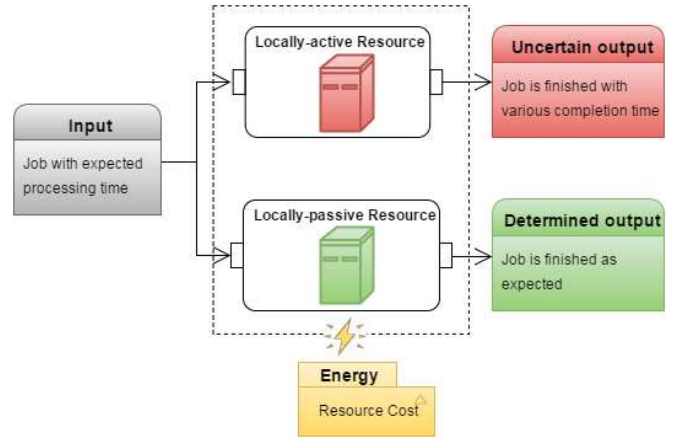 Input
Job with expected
processing time
Locally-active Resource
Uncertain output
Job is finished with
various completion time
Locally-passive Resource
Determined output
Job is finished as
expected
Energy
Resource Cost